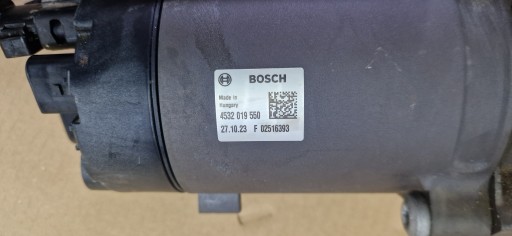 BOSCH
Made in
Hungary
4532 019 550
27.10.23 F 02516393